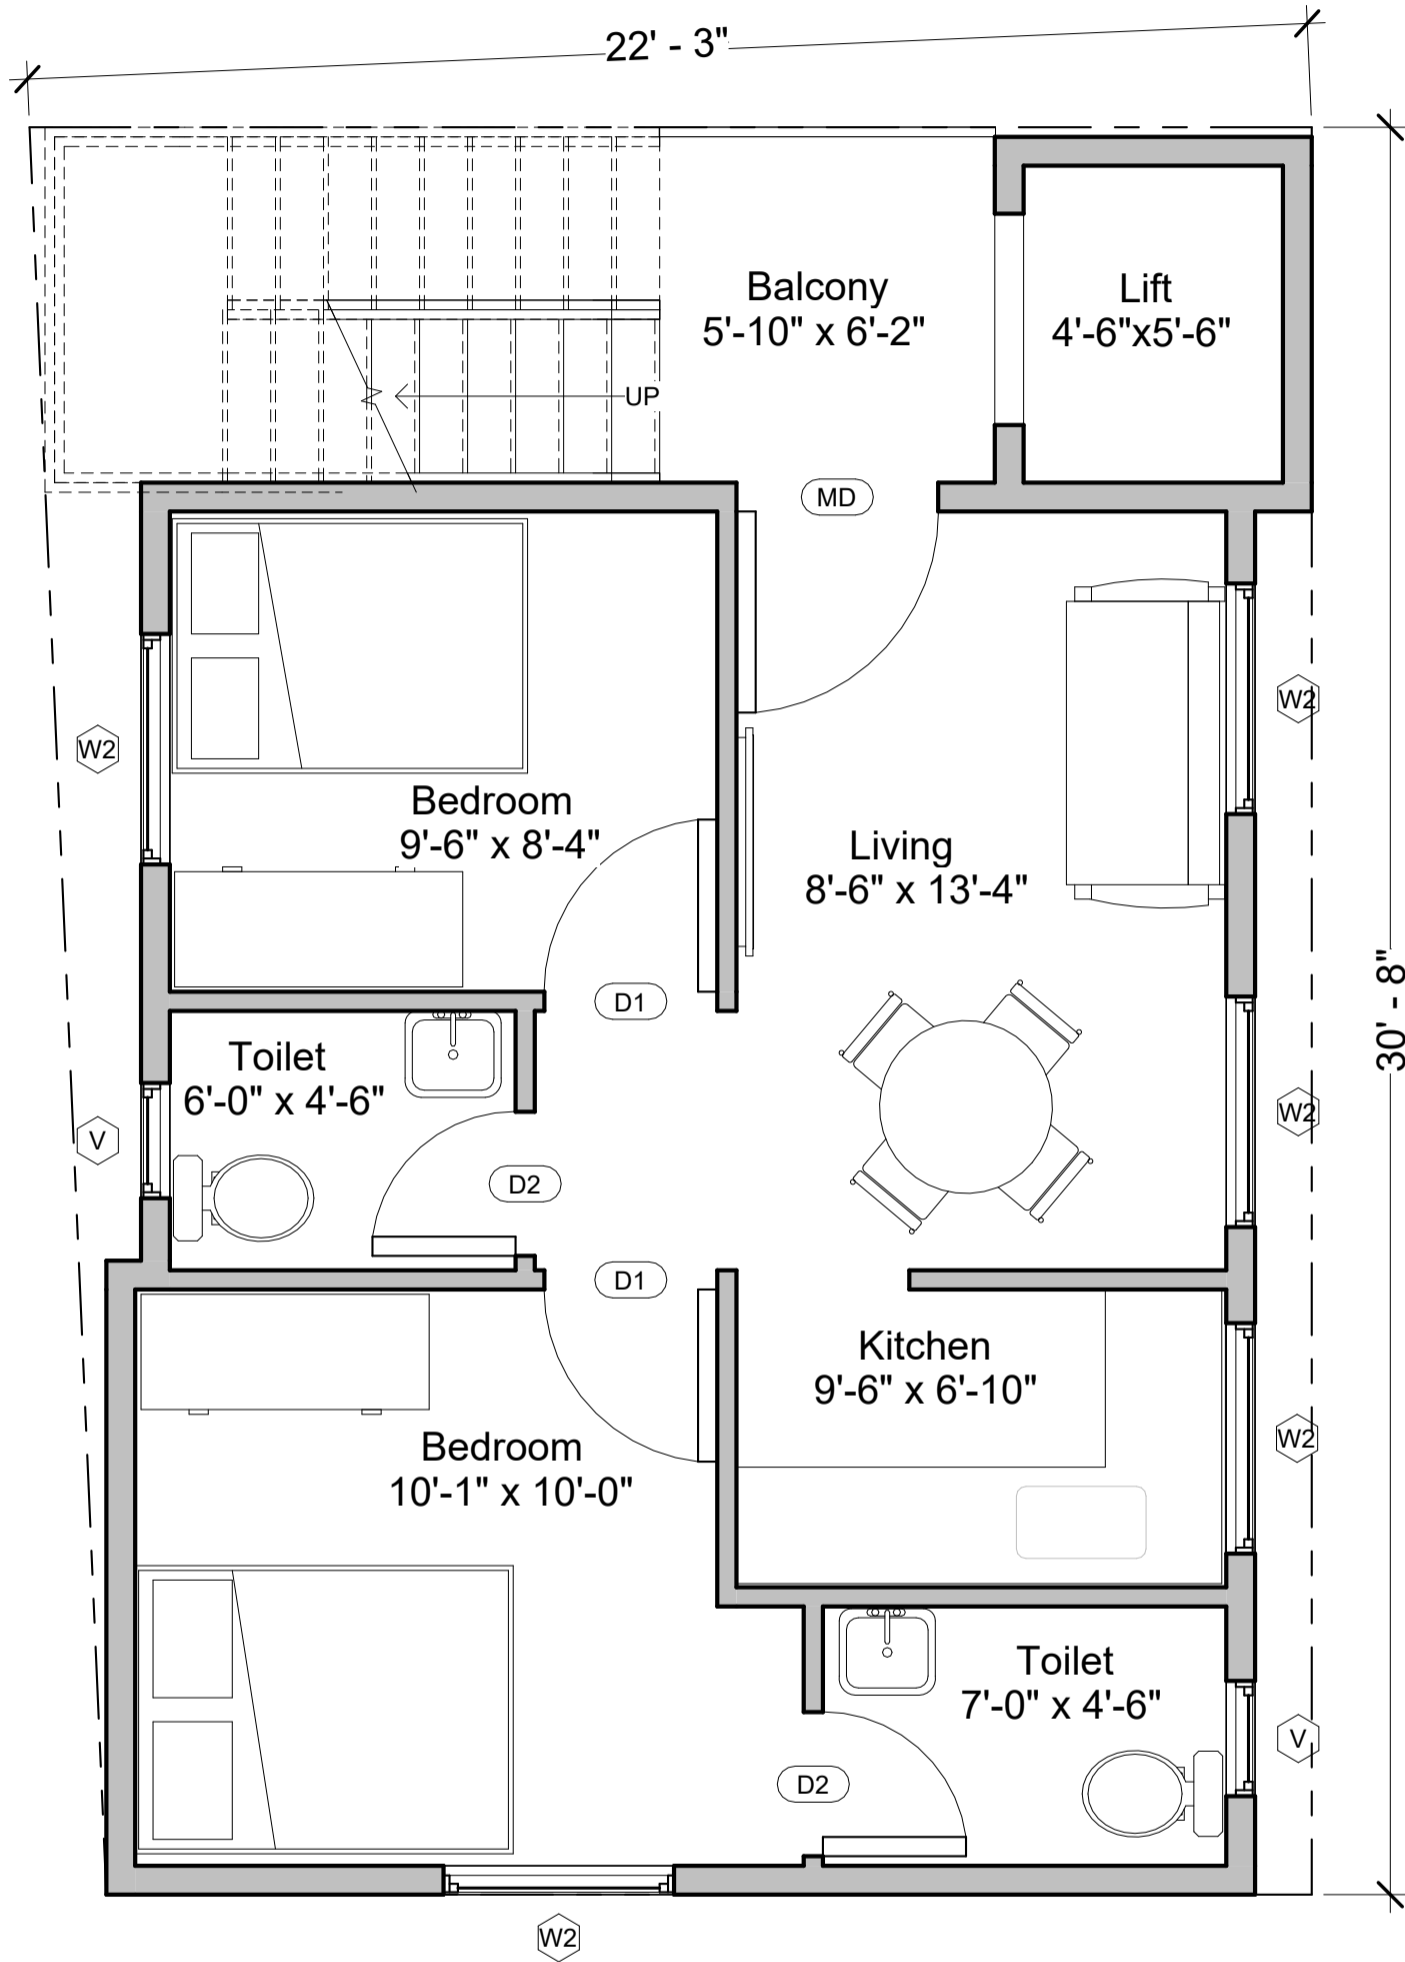 22' - 3"
Balcony
5'-10" x 6'-2"
Lift
4'-6"x5'-6"
UP
MD
W2
W2
Bedroom
9'-6" x 8'-4"
Living
8'-6" x 13'-4"
30' - 8"
D1
Toilet
6'-0" x 4'-6"
W2
V
D2
D1
Kitchen
9'-6" x 6'-10"
W2
Bedroom
10'-1" x 10'-0"
Toilet
7'-0" x 4'-6"
V
D2
W2